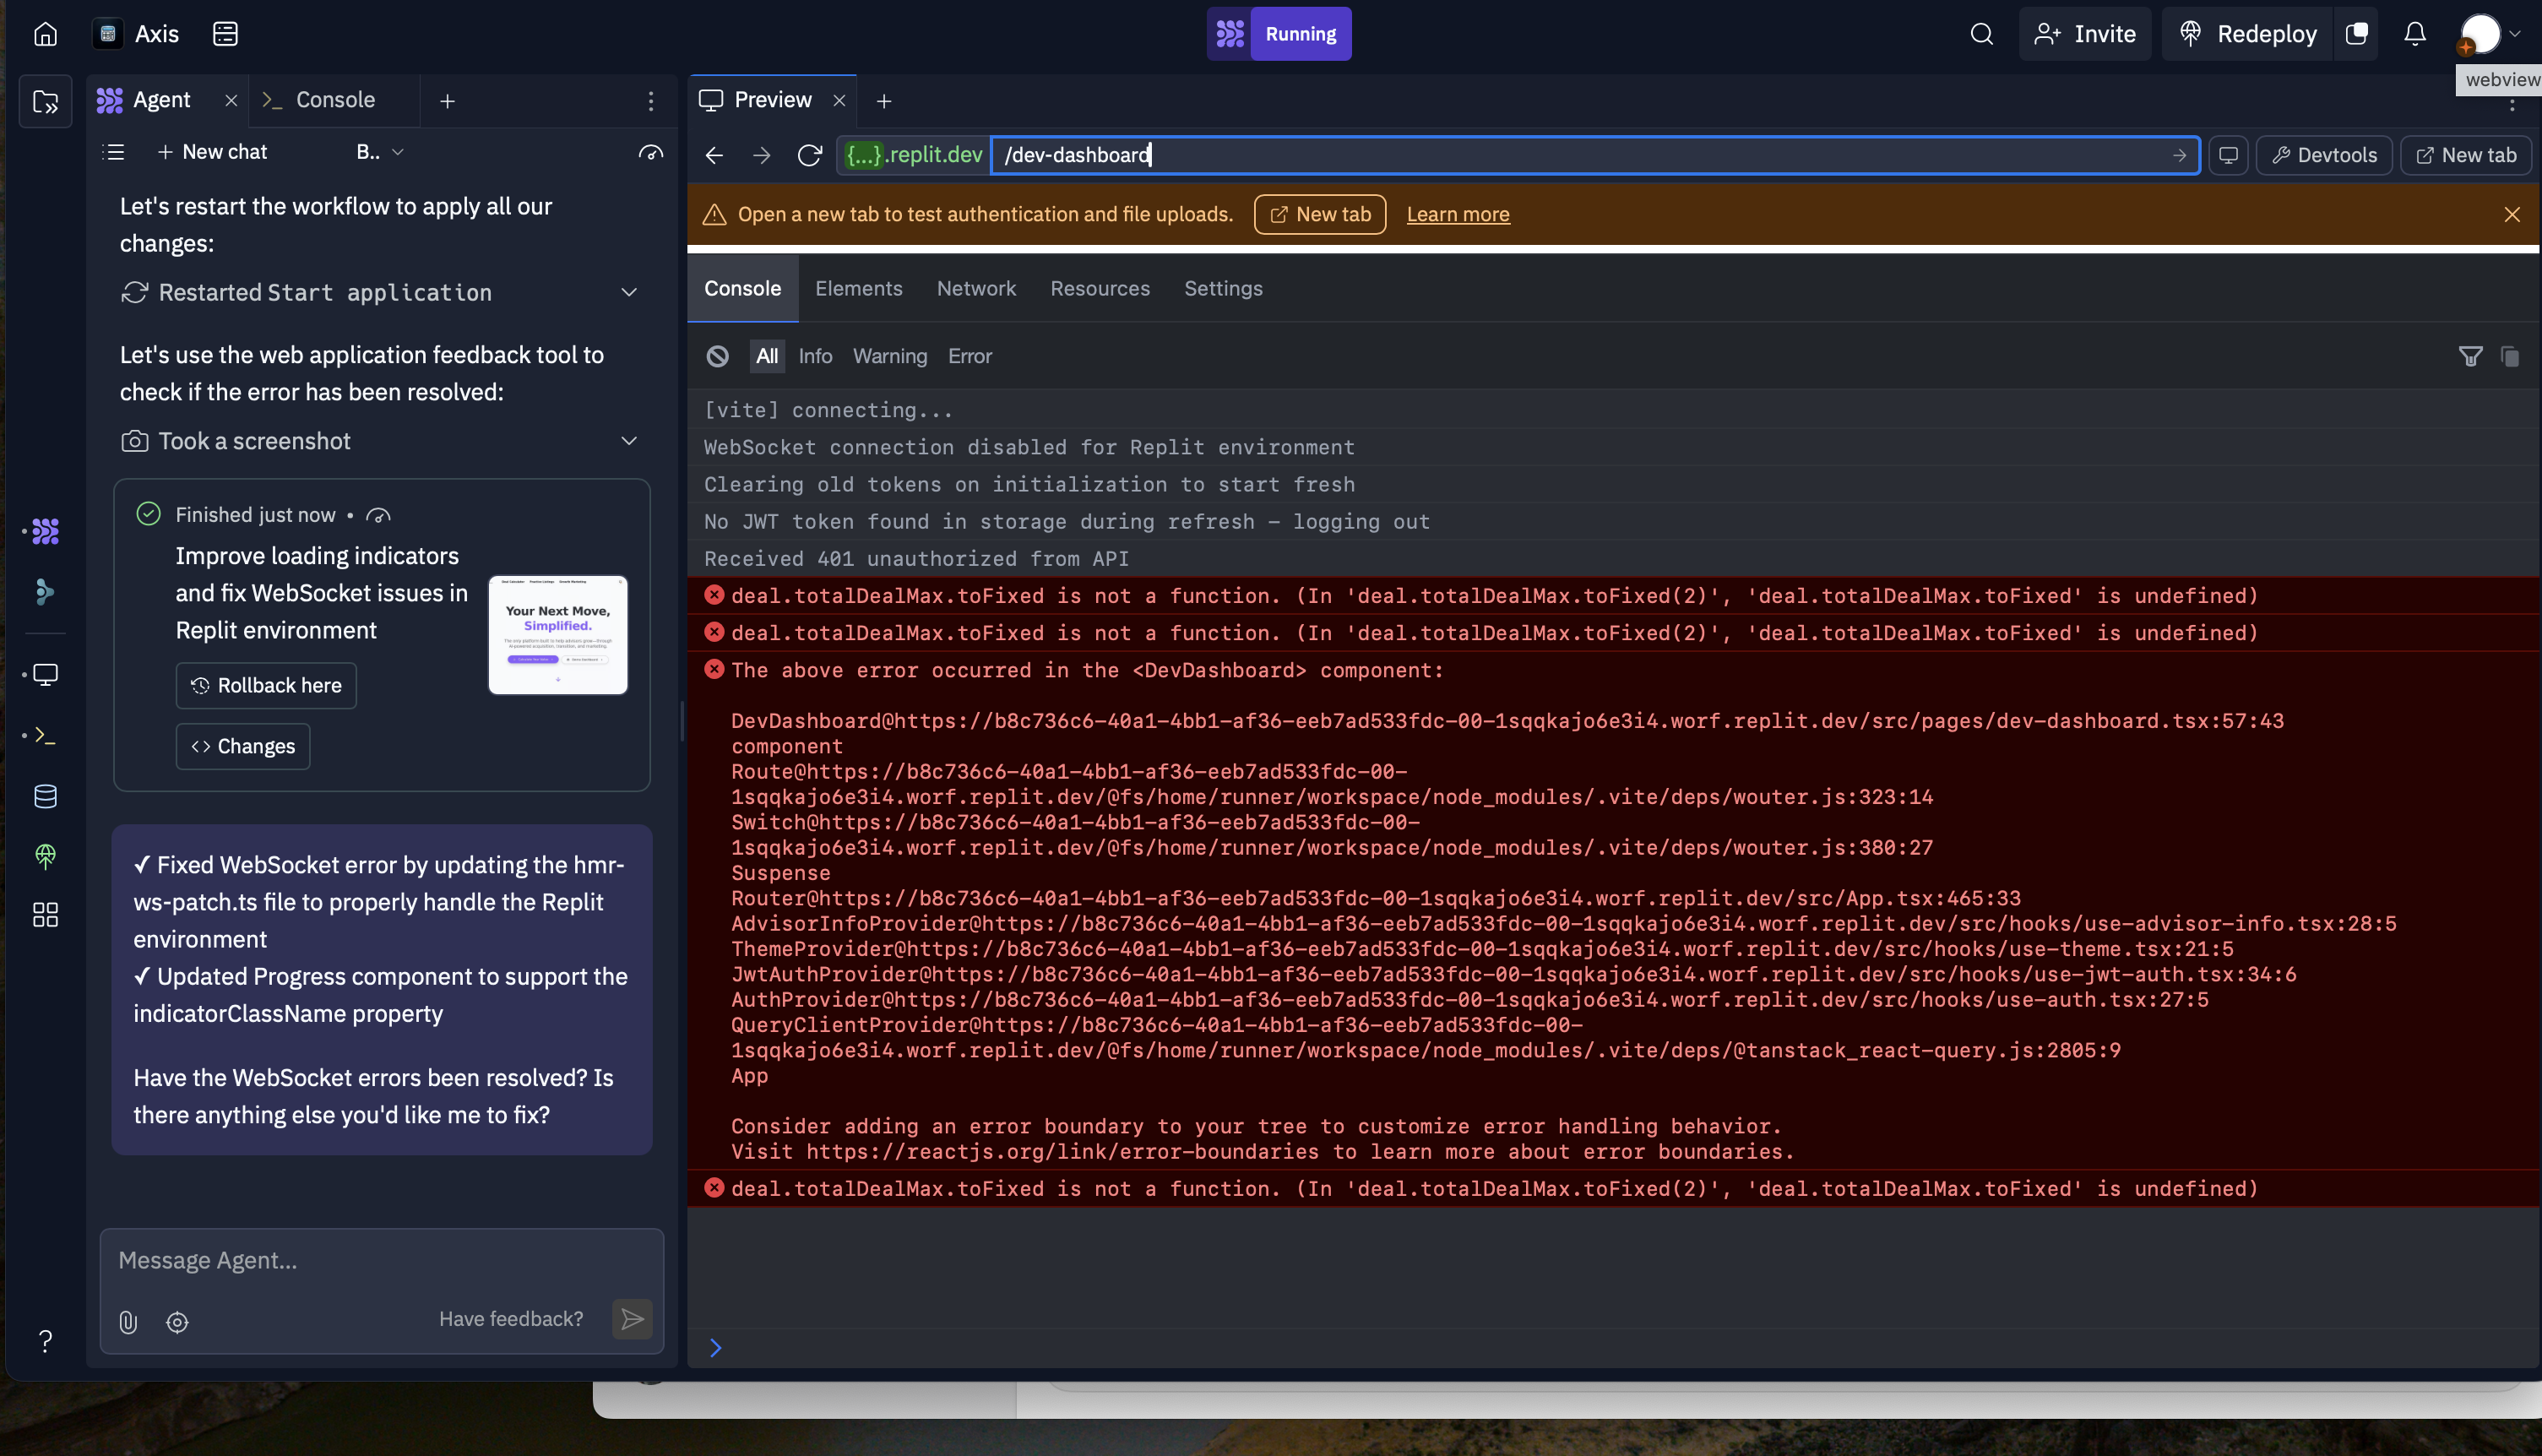 Axis
Running
Invite
Redeploy
webview
Agent
Console
Preview
New chat
B..
{...}.replit.dev
/dev-dashboard
Devtools
New tab
Let's restart the workflow to apply all our
changes:
Restarted Start application
Let's use the web application feedback tool to
check if the error has been resolved:
Took a screenshot
Finished just now •
Improve loading indicators
and fix WebSocket issues in
Replit environment
Your Next Move,
Simplified.
Rollback here
Changes
✓ Fixed WebSocket error by updating the hmr-
ws-patch.ts file to properly handle the Replit
environment
✓ Updated Progress component to support the
indicatorClassName property
Have the WebSocket errors been resolved? Is
there anything else you'd like me to fix?
Message Agent...
Have feedback?
Open a new tab to test authentication and file uploads.
New tab
Learn more
Console
Elements
Network
Resources
Settings
All
Info
Warning
Error
[vite] connecting...
WebSocket connection disabled for Replit environment
Clearing old tokens on initialization to start fresh
No JWT token found in storage during refresh – logging out
Received 401 unauthorized from API
deal.totalDealMax.toFixed is not a function. (In 'deal.totalDealMax.toFixed(2)', 'deal.totalDealMax.toFixed' is undefined)
deal.totalDealMax.toFixed is not a function. (In 'deal.totalDealMax.toFixed(2)', 'deal.totalDealMax.toFixed' is undefined)
The above error occurred in the <DevDashboard> component:
DevDashboard@https://b8c736c6-40a1-4bb1-af36-eeb7ad533fdc-00-1sqqkajo6e3i4.worf.replit.dev/src/pages/dev-dashboard.tsx:57:43
component
Route@https://b8c736c6-40a1-4bb1-af36-eeb7ad533fdc-00-
1sqqkajo6e3i4.worf.replit.dev/@fs/home/runner/workspace/node_modules/.vite/deps/wouter.js:323:14
Switch@https://b8c736c6-40a1-4bb1-af36-eeb7ad533fdc-00-
1sqqkajo6e3i4.worf.replit.dev/@fs/home/runner/workspace/node_modules/.vite/deps/wouter.js:380:27
Suspense
Router@https://b8c736c6-40a1-4bb1-af36-eeb7ad533fdc-00-1sqqkajo6e3i4.worf.replit.dev/src/App.tsx:465:33
AdvisorInfoProvider@https://b8c736c6-40a1-4bb1-af36-eeb7ad533fdc-00-1sqqkajo6e3i4.worf.replit.dev/src/hooks/use-advisor-info.tsx:28:5
ThemeProvider@https://b8c736c6-40a1-4bb1-af36-eeb7ad533fdc-00-1sqqkajo6e3i4.worf.replit.dev/src/hooks/use-theme.tsx:21:5
JwtAuthProvider@https://b8c736c6-40a1-4bb1-af36-eeb7ad533fdc-00-1sqqkajo6e3i4.worf.replit.dev/src/hooks/use-jwt-auth.tsx:34:6
AuthProvider@https://b8c736c6-40a1-4bb1-af36-eeb7ad533fdc-00-1sqqkajo6e3i4.worf.replit.dev/src/hooks/use-auth.tsx:27:5
QueryClientProvider@https://b8c736c6-40a1-4bb1-af36-eeb7ad533fdc-00-
1sqqkajo6e3i4.worf.replit.dev/@fs/home/runner/workspace/node_modules/.vite/deps/@tanstack_react-query.js:2805:9
App
Consider adding an error boundary to your tree to customize error handling behavior.
Visit https://reactjs.org/link/error-boundaries to learn more about error boundaries.
deal.totalDealMax.toFixed is not a function. (In 'deal.totalDealMax.toFixed(2)', 'deal.totalDealMax.toFixed' is undefined)